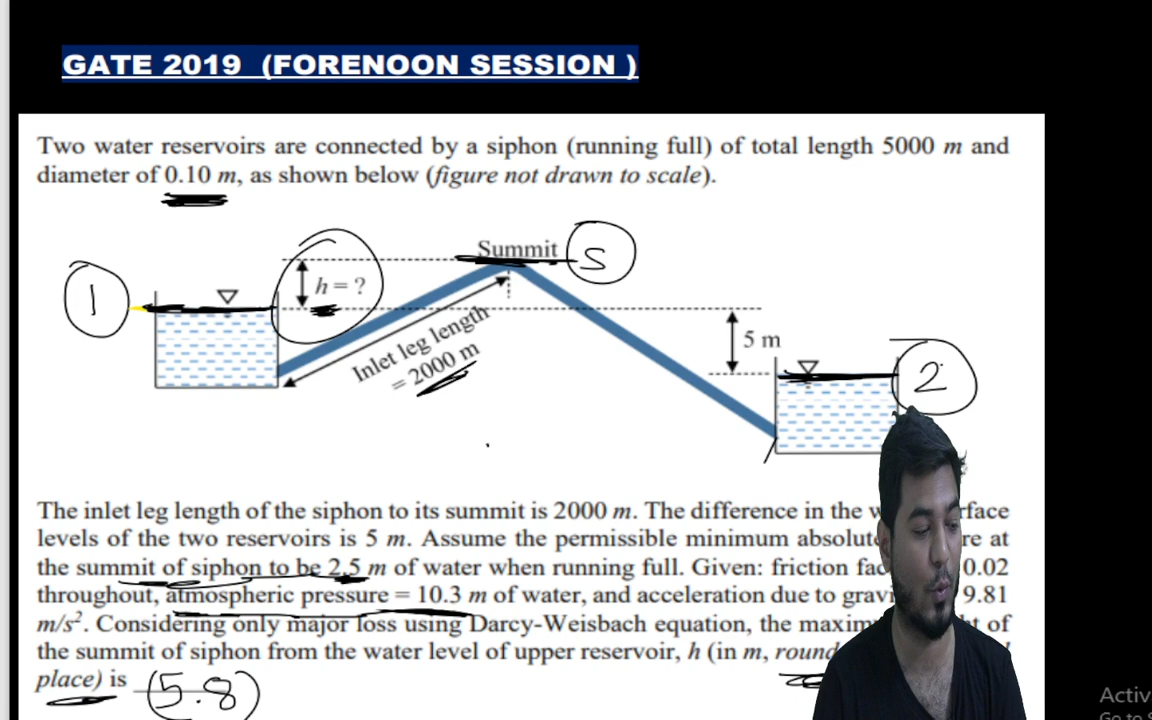 GATE 2019 (FORENOON SESSION )
Two water reservoirs are connected by a siphon (running full) of total length 5000 m and
diameter of 0.10 m, as shown below (figure not drawn to scale).
Summit
S
1
h = ?
5 m
Inlet leg length
= 2000 m
2
The inlet leg length of the siphon to its summit is 2000 m. The difference in the
levels of the two reservoirs is 5 m. Assume the permissible minimum at
the summit of siphon to be 2.5 m of water when running full. Given: friction 0.02
throughout, atmospheric pressure = 10.3 m of water, and acceleration due to 9.81
m/s². Considering only major loss using Darcy-Weisbach equation, the of
the summit of siphon from the water level of upper reservoir, h (in m,
place) is (5.8)